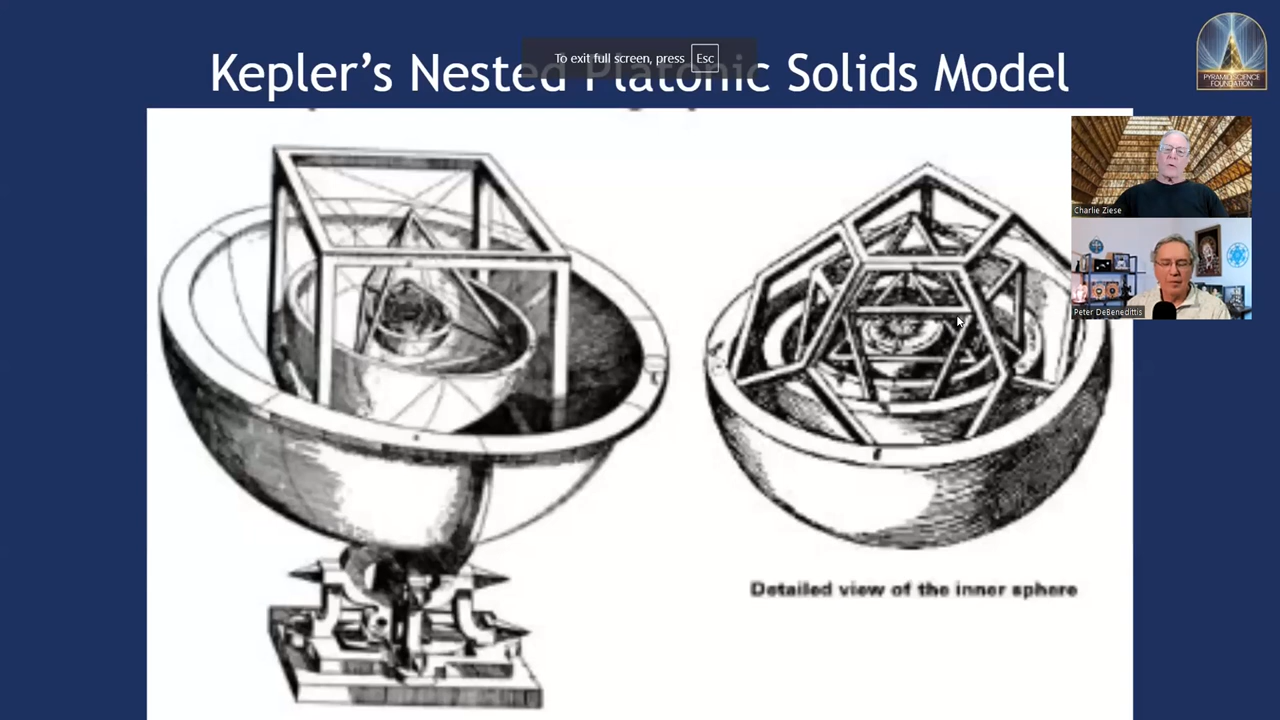 To exit full screen, press Esc
Kepler's Nested Platonic Solids Model
PYRAMID SCIENCE
FOUNDATION
Charlie Ziese
Peter DeBenedittis
Detailed view of the inner sphere